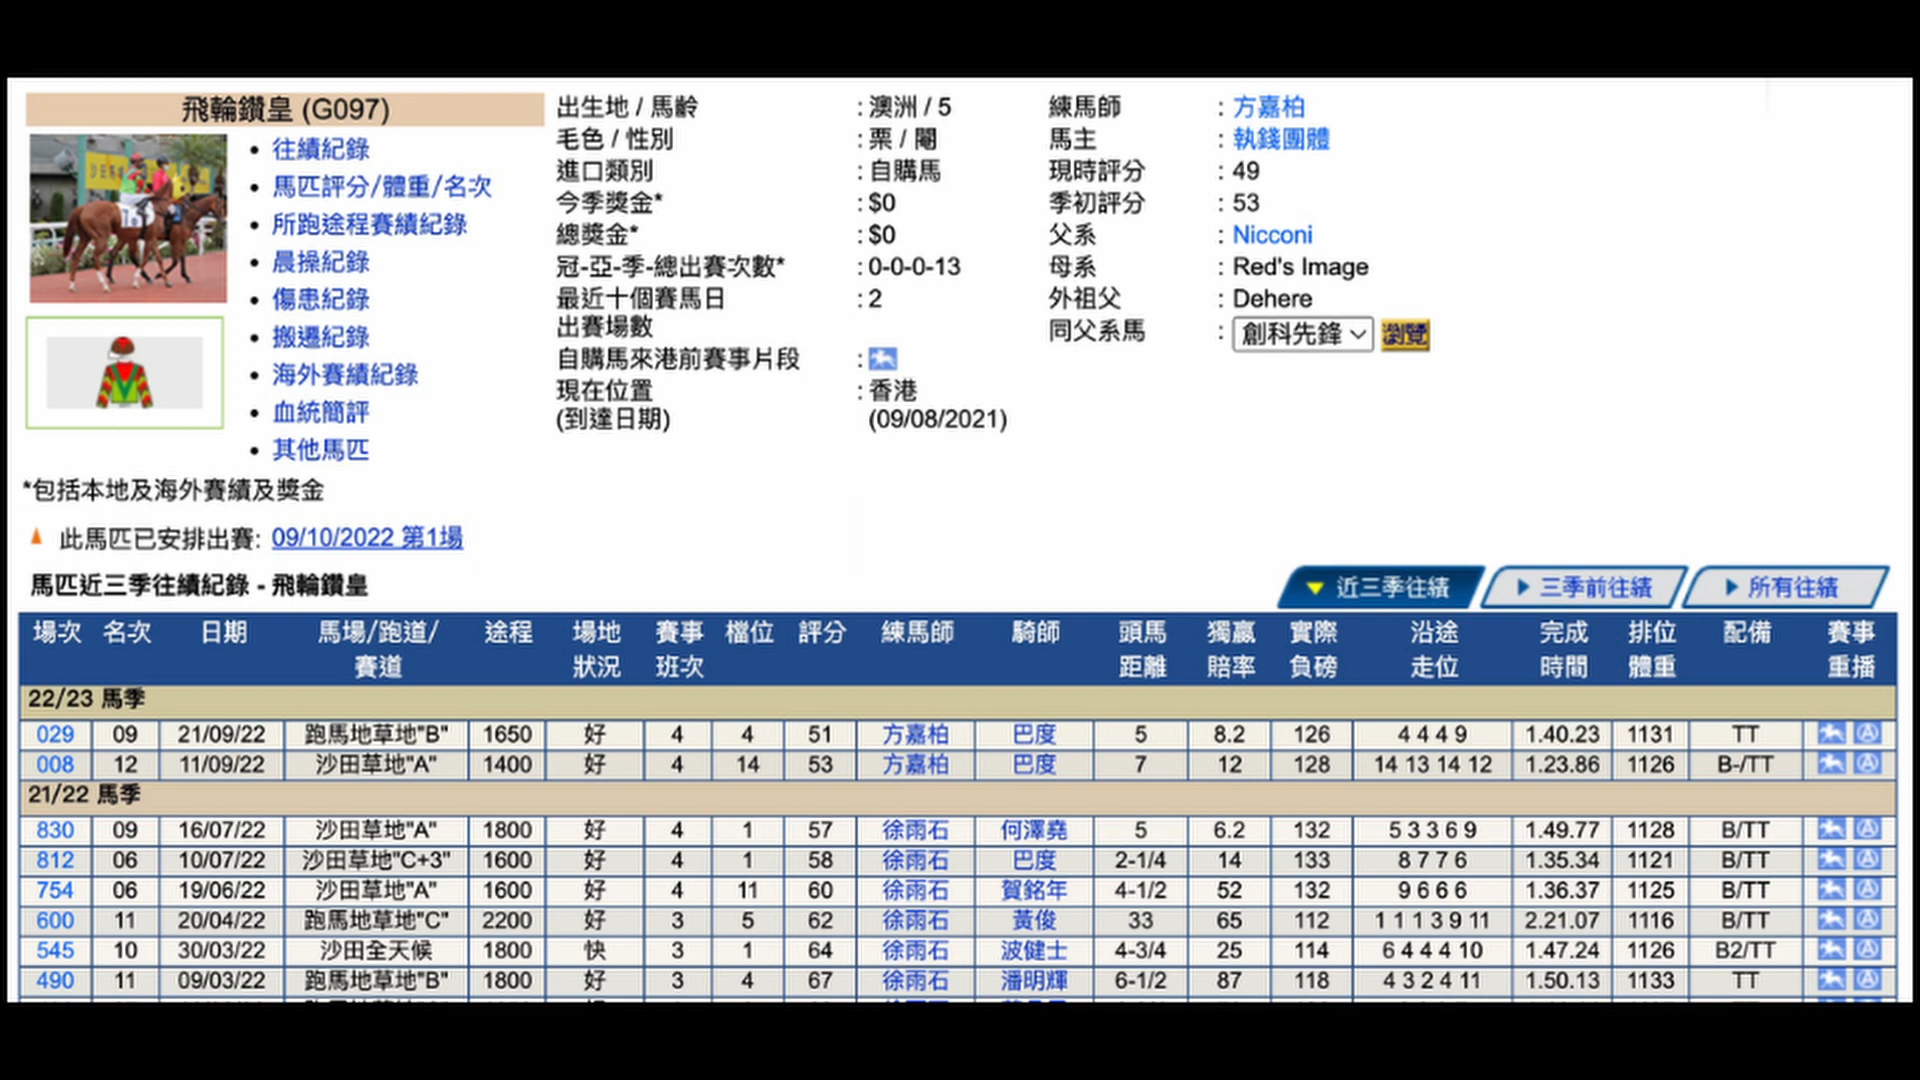 飛輪鑽皇 (G097)
• 往績紀錄
• 馬匹評分/體重/名次
• 所跑途程賽績紀錄
• 晨操紀錄
• 傷患紀錄
• 搬遷紀錄
• 海外賽績紀錄
• 血統簡評
• 其他馬匹
出生地 / 馬齡 : 澳洲 / 5
毛色 / 性別 : 栗 / 閹
進口類別 : 自購馬
今季獎金* : $0
總獎金* : $0
冠-亞-季-總出賽次數* : 0-0-0-13
最近十個賽馬日 : 2
出賽場數
自購馬來港前賽事片段 :
現在位置 : 香港
(到達日期) (09/08/2021)
練馬師 : 方嘉柏
馬主 : 執錢團體
現時評分 : 49
季初評分 : 53
父系 : Nicconi
母系 : Red's Image
外祖父 : Dehere
同父系馬 : 創科先鋒 瀏覽
*包括本地及海外賽績及獎金
此馬匹已安排出賽: 09/10/2022 第1場
馬匹近三季往績紀錄 - 飛輪鑽皇
近三季往績 三季前往績 所有往績
場次 名次 日期 馬場/跑道/ 途程 場地 賽事 檔位 評分 練馬師 騎師 頭馬 獨贏 實際 沿途 完成 排位 配備 賽事
賽道 狀況 班次 距離 賠率 負磅 走位 時間 體重 重播
22/23 馬季
029 09 21/09/22 跑馬地草地"B" 1650 好 4 4 51 方嘉柏 巴度 5 8.2 126 4 4 4 9 1.40.23 1131 TT
008 12 11/09/22 沙田草地"A" 1400 好 4 14 53 方嘉柏 巴度 7 12 128 14 13 14 12 1.23.86 1126 B-/TT
21/22 馬季
830 09 16/07/22 沙田草地"A" 1800 好 4 1 57 徐雨石 何澤堯 5 6.2 132 5 3 3 6 9 1.49.77 1128 B/TT
812 06 10/07/22 沙田草地"C+3" 1600 好 4 1 58 徐雨石 巴度 2-1/4 14 133 8 7 7 6 1.35.34 1121 B/TT
754 06 19/06/22 沙田草地"A" 1600 好 4 11 60 徐雨石 賀銘年 4-1/2 52 132 9 6 6 6 1.36.37 1125 B/TT
600 11 20/04/22 跑馬地草地"C" 2200 好 3 5 62 徐雨石 黃俊 33 65 112 1 1 1 3 9 11 2.21.07 1116 B/TT
545 10 30/03/22 沙田全天候 1800 快 3 1 64 徐雨石 波健士 4-3/4 25 114 6 4 4 4 10 1.47.24 1126 B2/TT
490 11 09/03/22 跑馬地草地"B" 1800 好 3 4 67 徐雨石 潘明輝 6-1/2 87 118 4 3 2 4 11 1.50.13 1133 TT